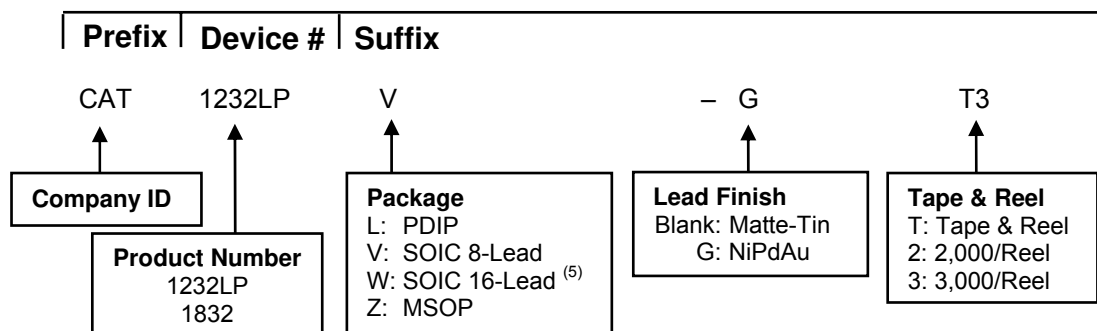 Prefix Device # Suffix
CAT 1232LP V – G T3
Company ID
Product Number
1232LP
1832
Package
L: PDIP
V: SOIC 8-Lead
W: SOIC 16-Lead (5)
Z: MSOP
Lead Finish
Blank: Matte-Tin
G: NiPdAu
Tape & Reel
T: Tape & Reel
2: 2,000/Reel
3: 3,000/Reel